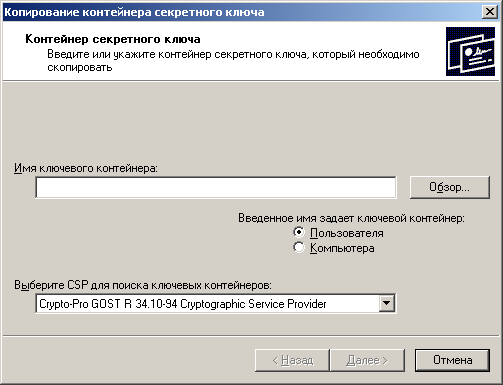 Копирование контейнера секретного ключа
Контейнер секретного ключа
Введите или укажите контейнер секретного ключа, который необходимо
скопировать
Имя ключевого контейнера:
Обзор...
Введенное имя задает ключевой контейнер:
Пользователя
Компьютера
Выберите CSP для поиска ключевых контейнеров:
Crypto-Pro GOST R 34.10-94 Cryptographic Service Provider
< Назад Далее > Отмена